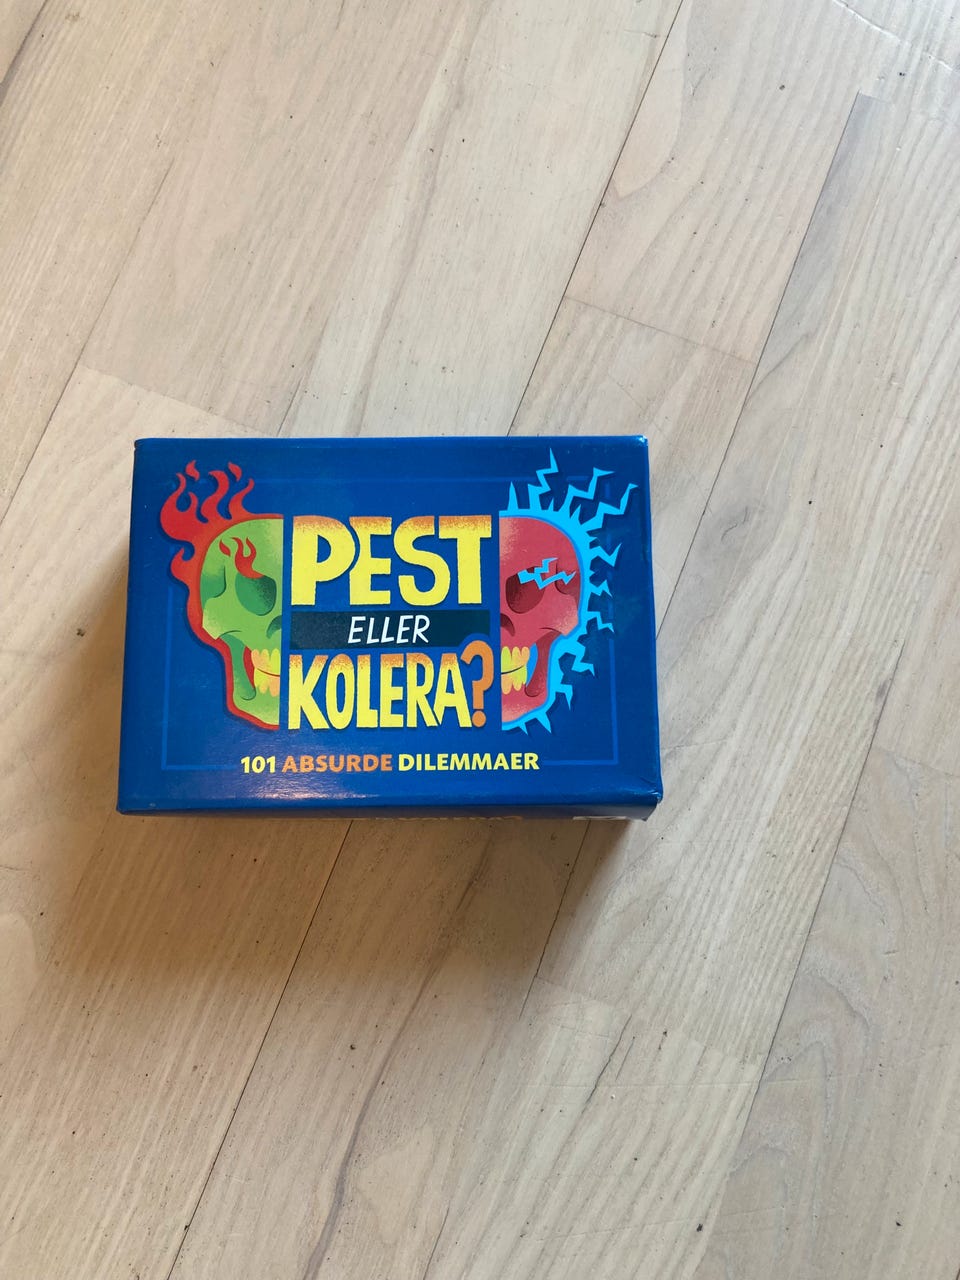 PEST
ELLER
KOLERA?
101 ABSURDE DILEMMAER